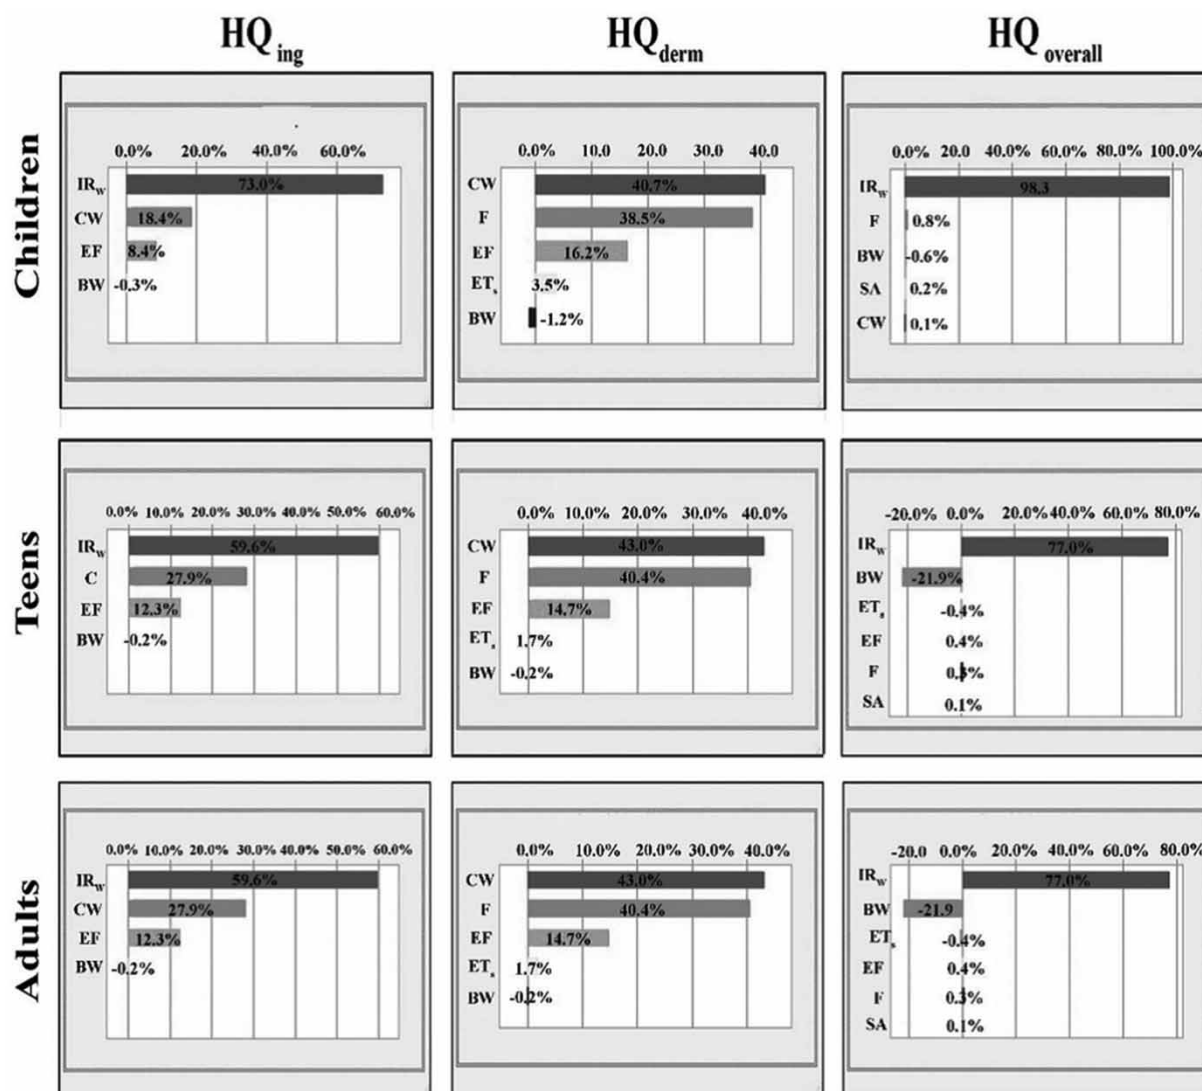 HQ ing HQ derm HQ overall
Children
0.0% 20.0% 40.0% 60.0%
IRw 73.0%
CW 18.4%
EF 8.4%
BW -0.3%
0.0% 10.0 20.0% 30.0% 40.0
CW 40.7%
F 38.5%
EF 16.2%
ETs 3.5%
BW -1.2%
0.0% 20.0 40.0% 60.0% 80.0% 100.0%
IRw 98.3
F 0.8%
BW -0.6%
SA 0.2%
CW 0.1%
Teens
0.0% 10.0% 20.0% 30.0% 40.0% 50.0% 60.0%
IRw 59.6%
C 27.9%
EF 12.3%
BW -0.2%
0.0% 10.0% 20.0% 30.0% 40.0%
CW 43.0%
F 40.4%
EF 14.7%
ETs 1.7%
BW -0.2%
-20.0% 0.0% 20.0% 40.0% 60.0% 80.0%
IRw 77.0%
BW -21.9%
ETs -0.4%
EF 0.4%
F 0.3%
SA 0.1%
Adults
0.0% 10.0% 20.0% 30.0% 40.0% 50.0% 60.0%
IRw 59.6%
CW 27.9%
EF 12.3%
BW -0.2%
0.0% 10.0% 20.0% 30.0% 40.0%
CW 43.0%
F 40.4%
EF 14.7%
ETs 1.7%
BW -0.2%
-20.0 0.0% 20.0% 40.0% 60.0% 80.0%
IRw 77.0%
BW -21.9
ETs -0.4%
EF 0.4%
F 0.3%
SA 0.1%